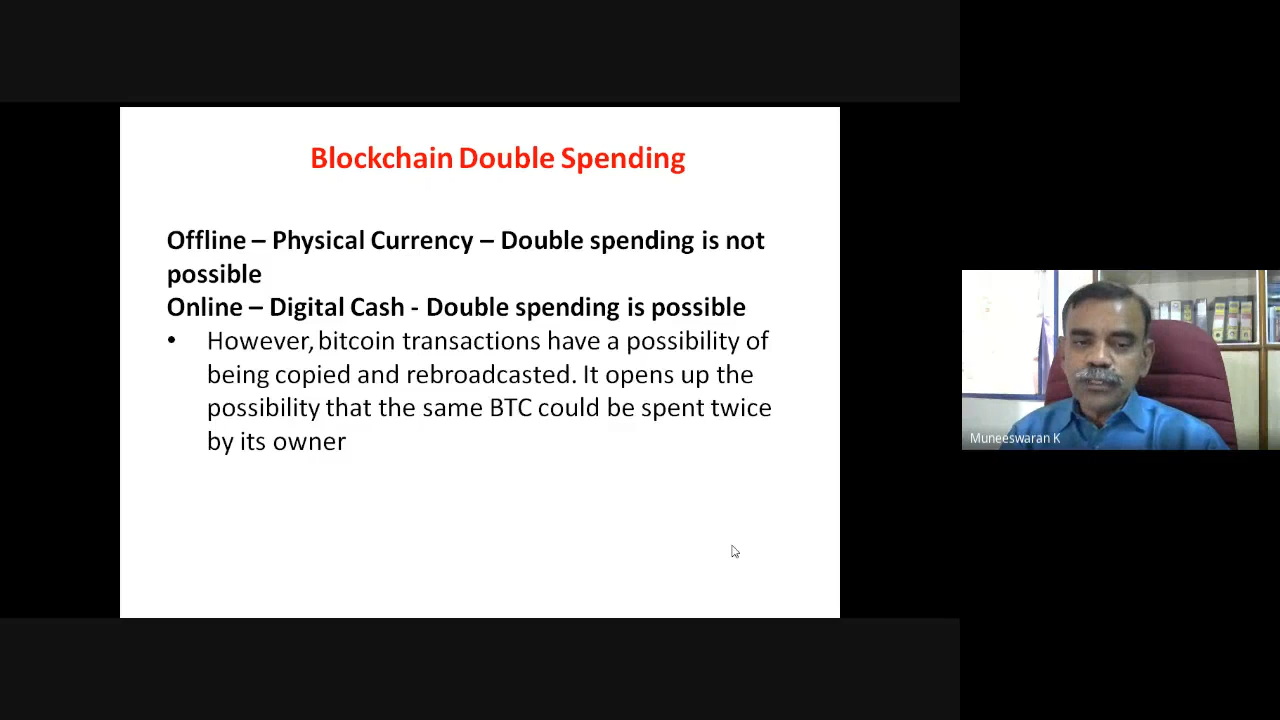 Blockchain Double Spending
Offline – Physical Currency – Double spending is not
possible
Online – Digital Cash - Double spending is possible
• However, bitcoin transactions have a possibility of
being copied and rebroadcasted. It opens up the
possibility that the same BTC could be spent twice
by its owner
Muneeswaran K